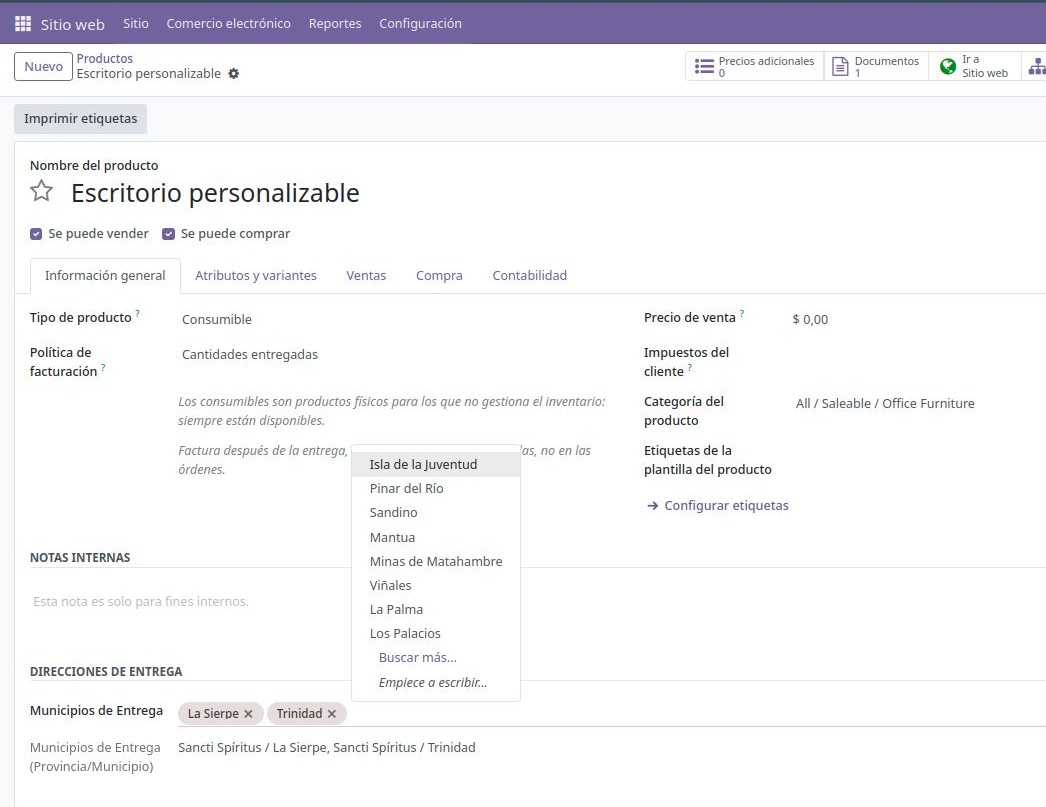 Sitio web Sitio Comercio electrónico Reportes Configuración
Nuevo
Productos
Escritorio personalizable
Precios adicionales
0
Documentos
1
Ir a
Sitio web
Imprimir etiquetas
Nombre del producto
Escritorio personalizable
Se puede vender Se puede comprar
Información general Atributos y variantes Ventas Compra Contabilidad
Tipo de producto ? Consumible
Política de
facturación ?
Cantidades entregadas
Los consumibles son productos físicos para los que no gestiona el inventario:
siempre están disponibles.
Factura después de la entrega, las, no en las
órdenes.
Precio de venta ? $ 0,00
Impuestos del
cliente ?
Categoría del
producto
All / Saleable / Office Furniture
Etiquetas de la
plantilla del producto
→ Configurar etiquetas
Isla de la Juventud
Pinar del Río
Sandino
Mantua
Minas de Matahambre
Viñales
La Palma
Los Palacios
Buscar más...
Empiece a escribir...
NOTAS INTERNAS
Esta nota es solo para fines internos.
DIRECCIONES DE ENTREGA
Municipios de Entrega La Sierpe × Trinidad ×
Municipios de Entrega
(Provincia/Municipio)
Sancti Spíritus / La Sierpe, Sancti Spíritus / Trinidad